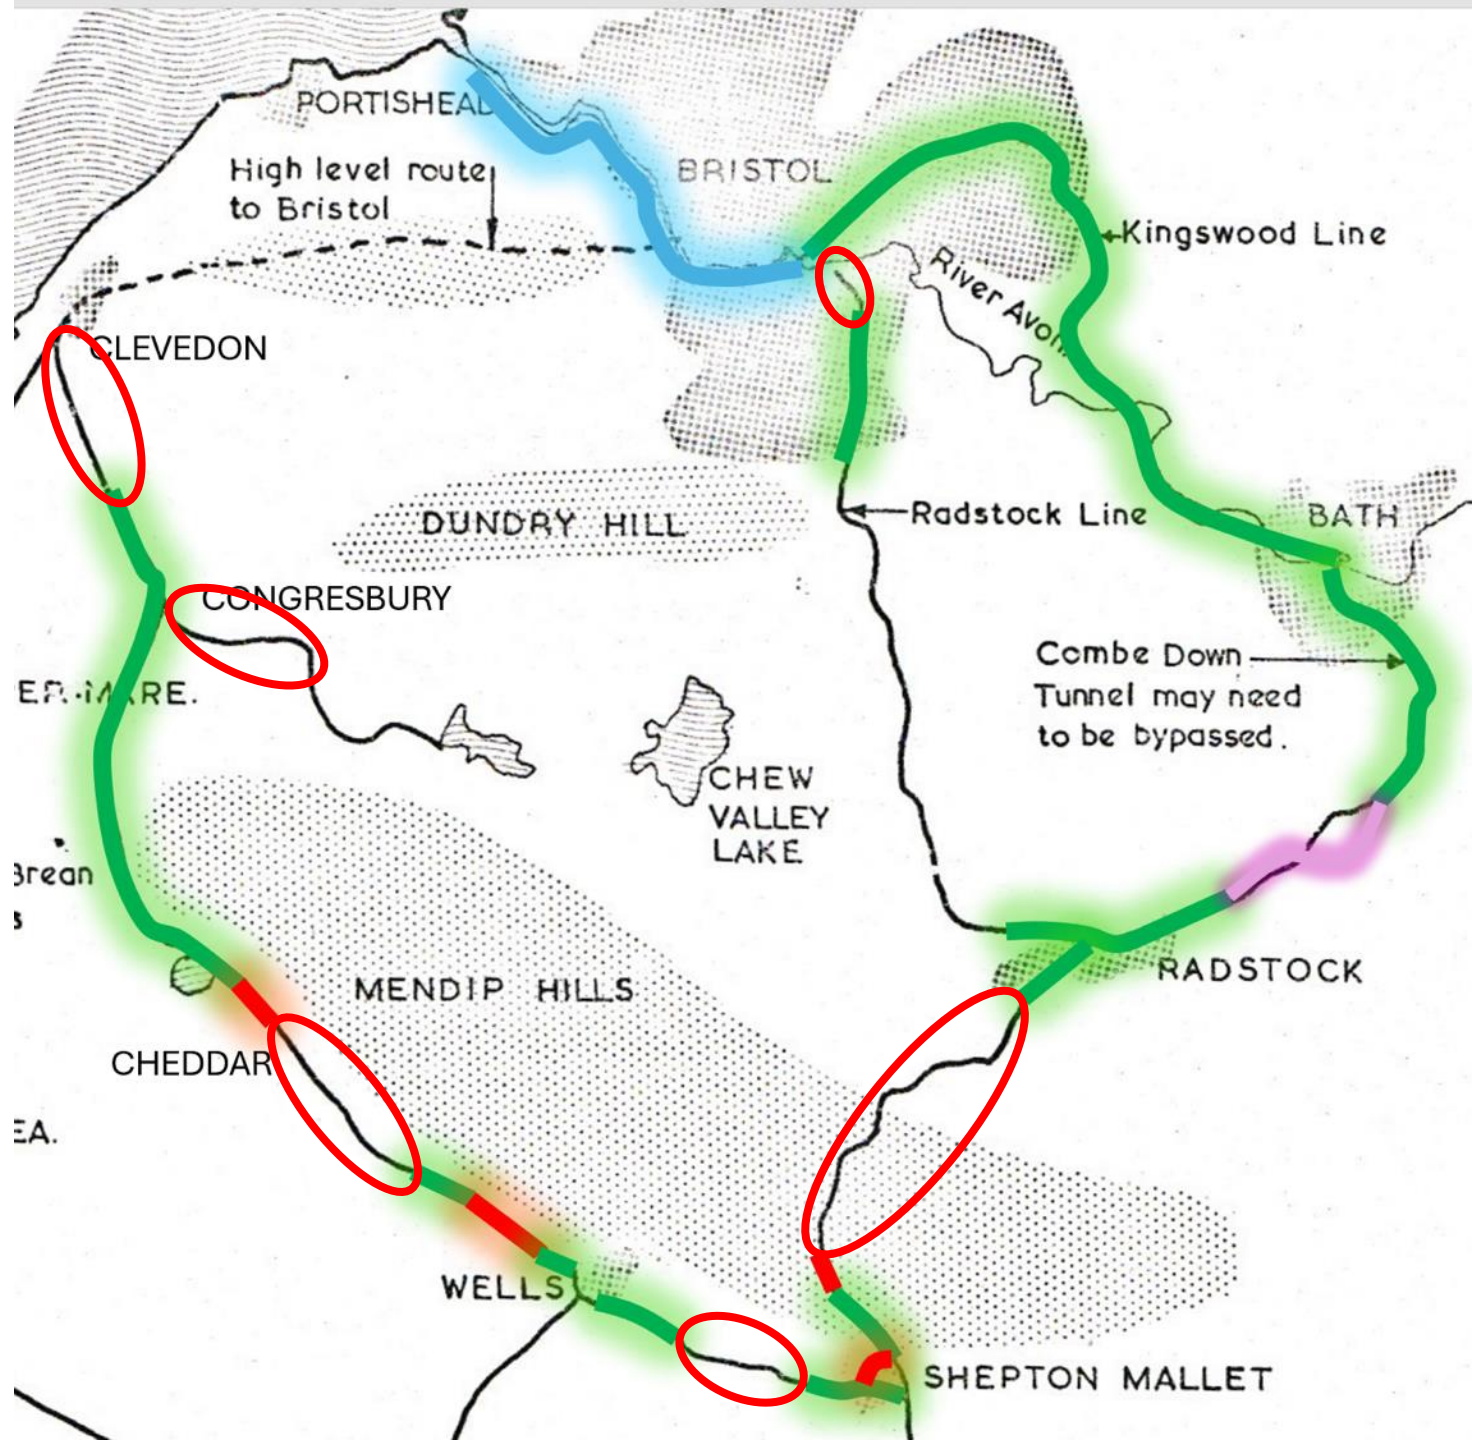 PORTISHEAD
High level route
to Bristol
BRISTOL
Kingswood Line
River Avon
CLEVEDON
DUNDRY HILL
Radstock Line
BATH
CONGRESBURY
Combe Down
Tunnel may need
to be bypassed.
ER-MARE.
CHEW
VALLEY
LAKE
Brean
s
MENDIP HILLS
RADSTOCK
CHEDDAR
EA.
WELLS
SHEPTON MALLET